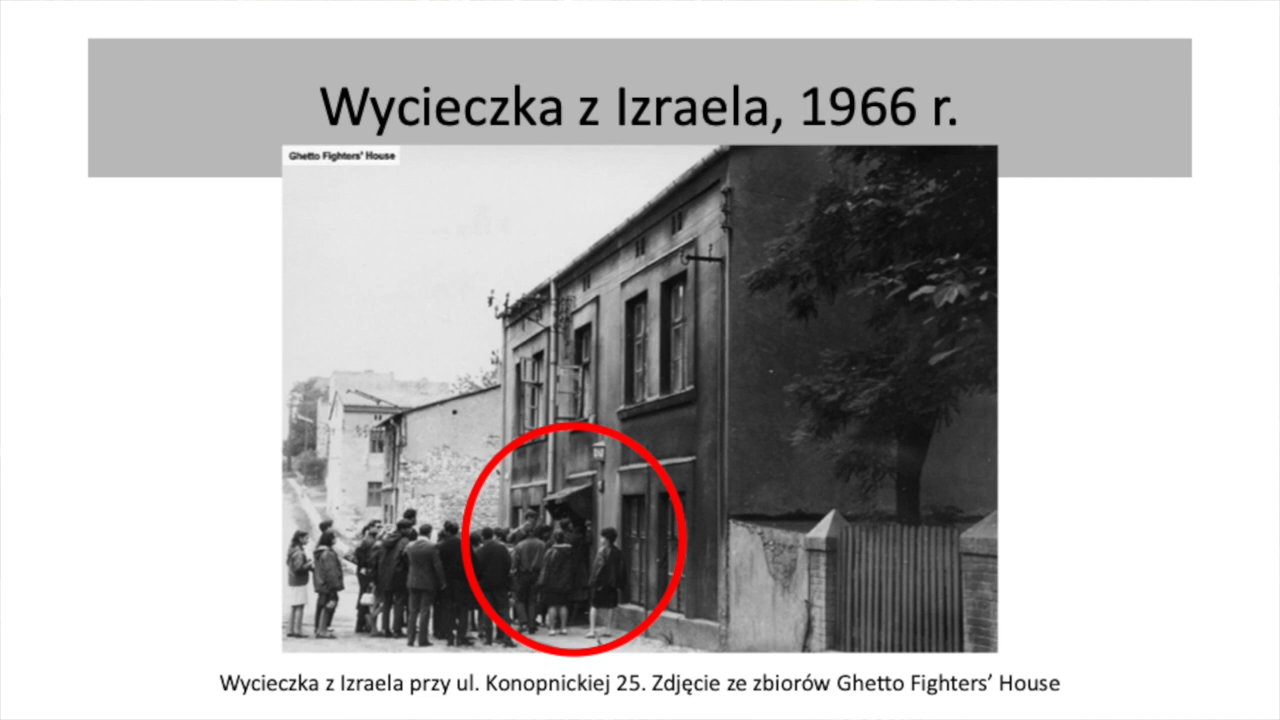 Wycieczka z Izraela, 1966 r.
Ghetto Fighters' House
Wycieczka z Izraela przy ul. Konopnickiej 25. Zdjęcie ze zbiorów Ghetto Fighters’ House